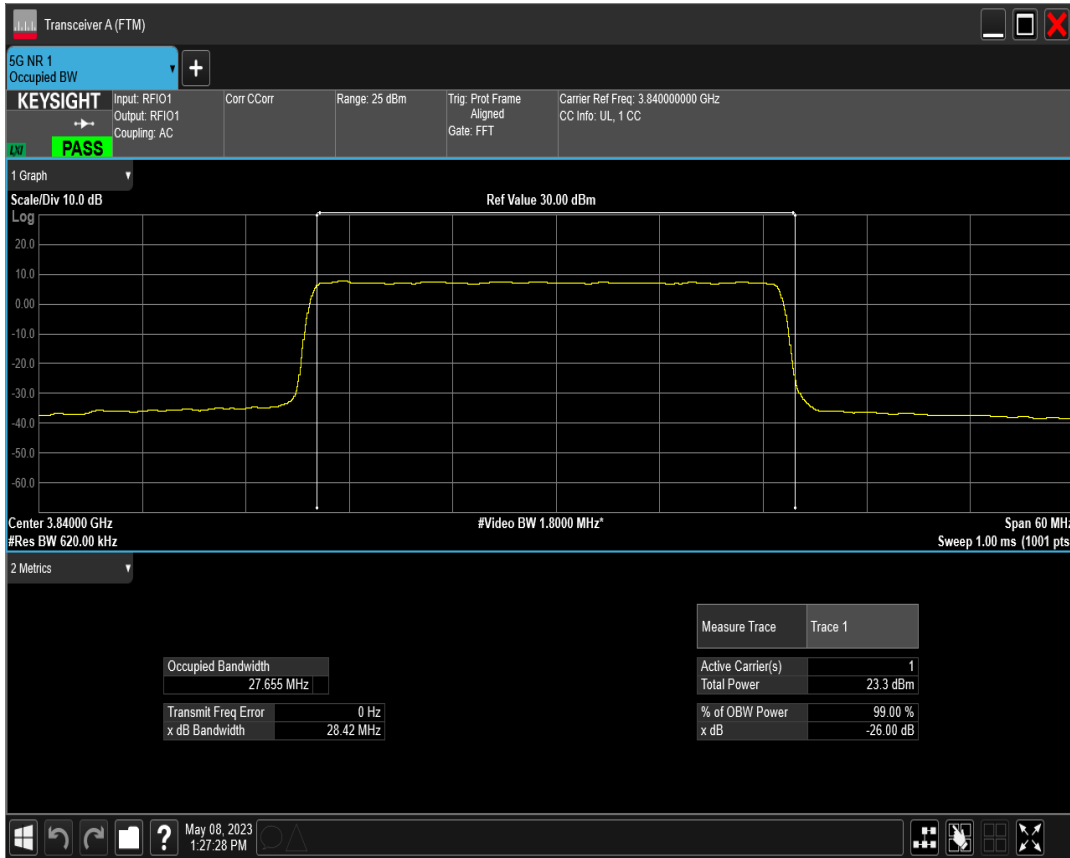 Transceiver A (FTM)
5G NR 1
Occupied BW
KEYSIGHT
LXI
PASS
Input: RFIO1
Output: RFIO1
Coupling: AC
Corr CCorr
Range: 25 dBm
Trig: Prot Frame
Aligned
Gate: FFT
Carrier Ref Freq: 3.840000000 GHz
CC Info: UL, 1 CC
1 Graph
Scale/Div 10.0 dB
Ref Value 30.00 dBm
Log
20.0
10.0
0.00
-10.0
-20.0
-30.0
-40.0
-50.0
-60.0
Center 3.84000 GHz
#Video BW 1.8000 MHz*
Span 60 MHz
#Res BW 620.00 kHz
Sweep 1.00 ms (1001 pts
2 Metrics
Measure Trace Trace 1
Occupied Bandwidth
27.655 MHz
Active Carrier(s) 1
Total Power 23.3 dBm
Transmit Freq Error 0 Hz
x dB Bandwidth 28.42 MHz
% of OBW Power 99.00 %
x dB -26.00 dB
?
May 08, 2023
1:27:28 PM